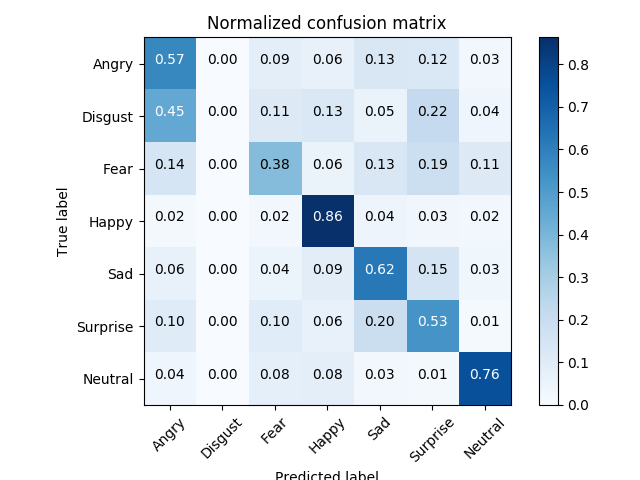 Normalized confusion matrix
True label
Angry 0.57 0.00 0.09 0.06 0.13 0.12 0.03
Disgust 0.45 0.00 0.11 0.13 0.05 0.22 0.04
Fear 0.14 0.00 0.38 0.06 0.13 0.19 0.11
Happy 0.02 0.00 0.02 0.86 0.04 0.03 0.02
Sad 0.06 0.00 0.04 0.09 0.62 0.15 0.03
Surprise 0.10 0.00 0.10 0.06 0.20 0.53 0.01
Neutral 0.04 0.00 0.08 0.08 0.03 0.01 0.76
Angry Disgust Fear Happy Sad Surprise Neutral
Predicted label
0.8
0.7
0.6
0.5
0.4
0.3
0.2
0.1
0.0